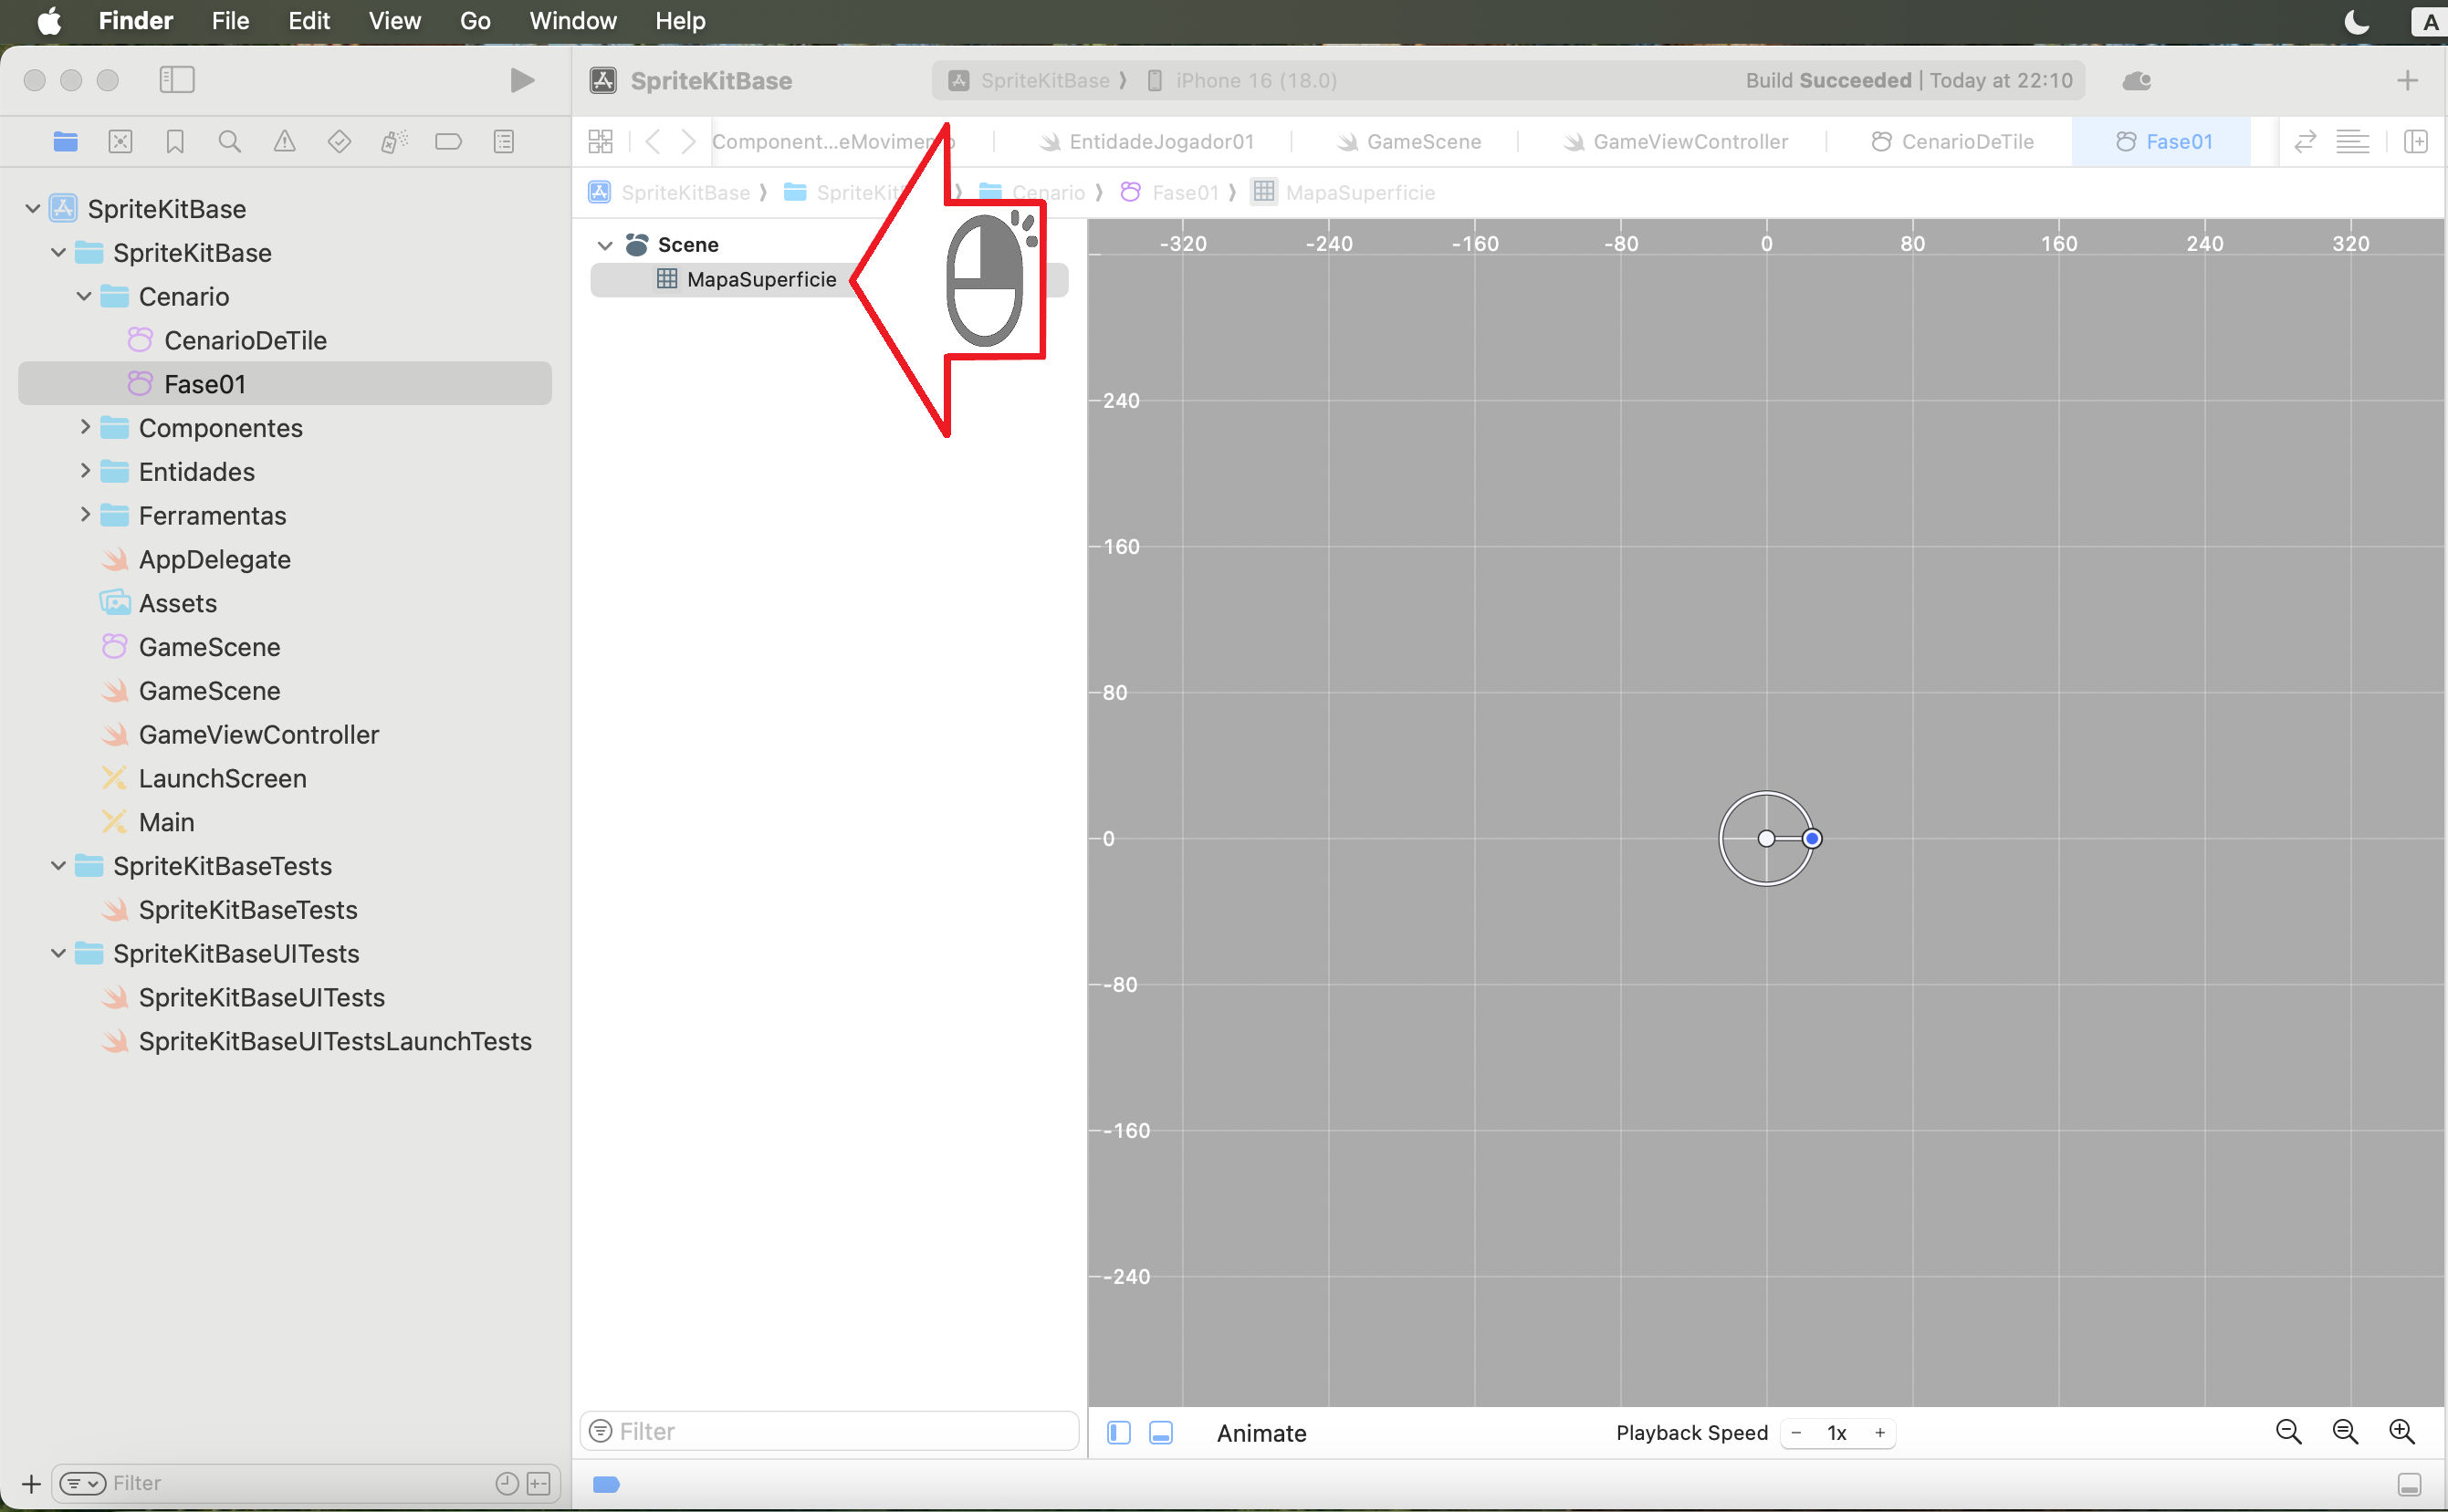 Finder File Edit View Go Window Help A
SpriteKitBase SpriteKitBase iPhone 16 (18.0) Build Succeeded | Today at 22:10
Component...eMovimen EntidadeJogador01 GameScene GameViewController CenarioDeTile Fase01
SpriteKitBase Cenario Fase01 MapaSuperficie
SpriteKitBase
SpriteKitBase
Cenario
CenarioDeTile
Fase01
Componentes
Entidades
Ferramentas
AppDelegate
Assets
GameScene
GameScene
GameViewController
LaunchScreen
Main
SpriteKitBaseTests
SpriteKitBaseTests
SpriteKitBaseUITests
SpriteKitBaseUITests
SpriteKitBaseUITestsLaunchTests
Filter
Scene
MapaSuperficie
Filter
-320 -240 -160 -80 0 80 160 240 320
240
160
80
0
-80
-160
-240
Animate Playback Speed - 1x +